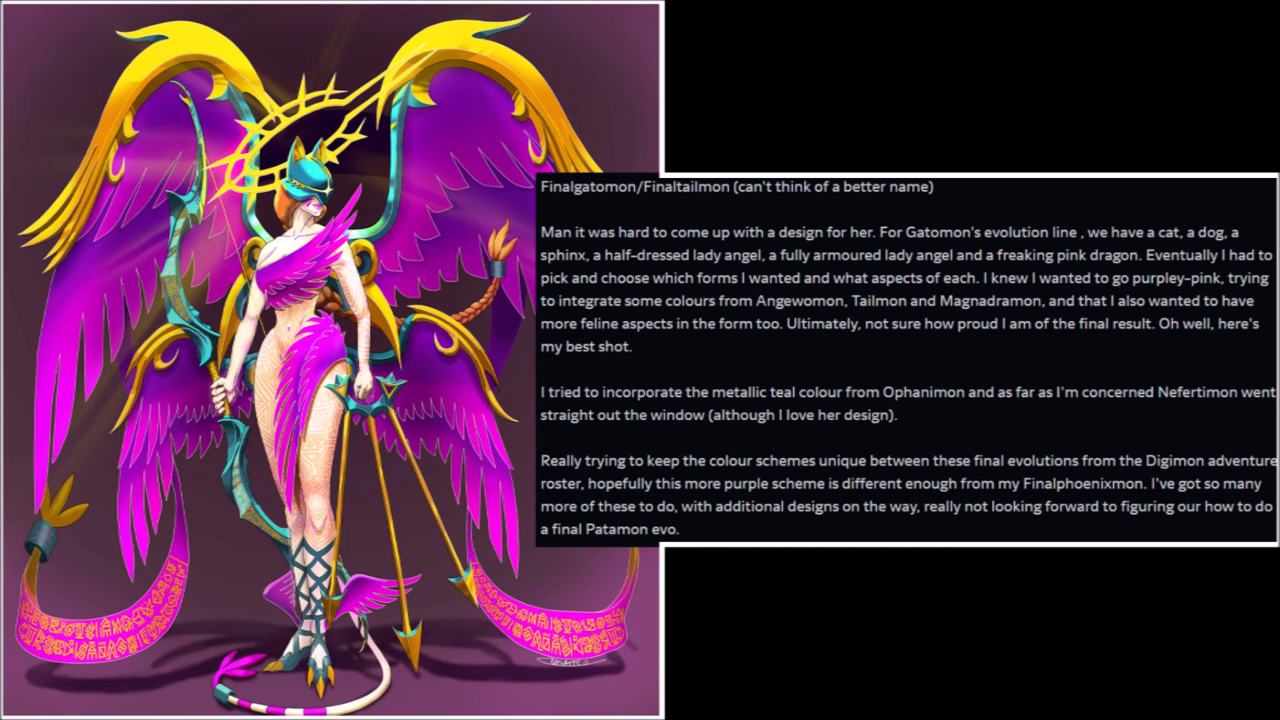 Finalgatomon/Finaltailmon (can't think of a better name)
Man it was hard to come up with a design for her. For Gatomon's evolution line , we have a cat, a dog, a
sphinx, a half-dressed lady angel, a fully armoured lady angel and a freaking pink dragon. Eventually I had to
pick and choose which forms I wanted and what aspects of each. I knew I wanted to go purpley-pink, trying
to integrate some colours from Angewomon, Tailmon and Magnadramon, and that I also wanted to have
more feline aspects in the form too. Ultimately, not sure how proud I am of the final result. Oh well, here's
my best shot.
I tried to incorporate the metallic teal colour from Ophanimon and as far as I'm concerned Nefertimon went
straight out the window (although I love her design).
Really trying to keep the colour schemes unique between these final evolutions from the Digimon adventure
roster, hopefully this more purple scheme is different enough from my Finalphoenixmon. I've got so many
more of these to do, with additional designs on the way, really not looking forward to figuring our how to do
a final Patamon evo.